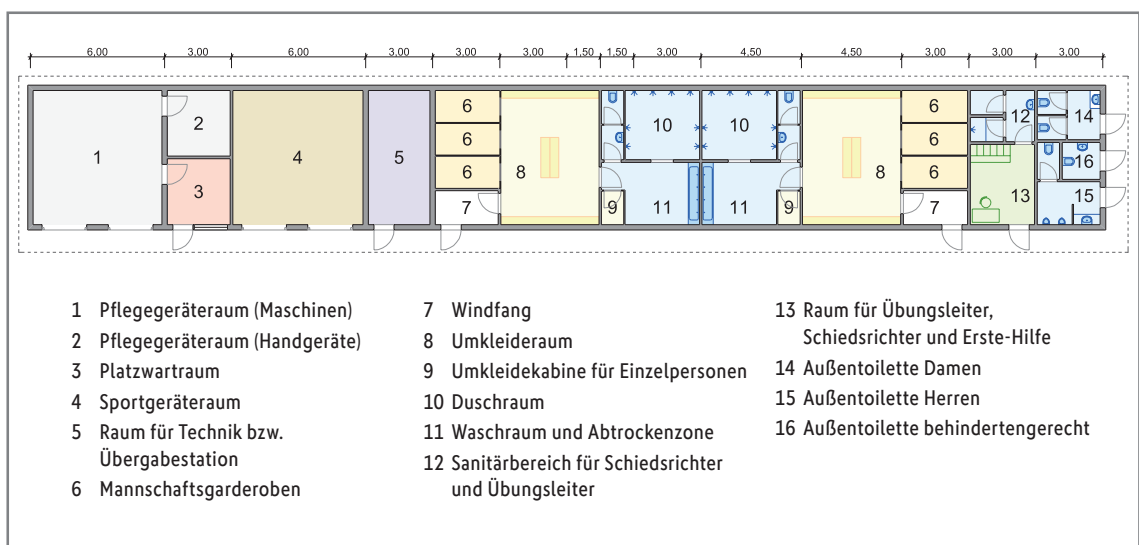 6,00 3,00 6,00 3,00 3,00 3,00 1,50 1,50 3,00 4,50 4,50 3,00 3,00 3,00
1 2 3 4 5 6 6 6 7 8 9 10 11 10 11 9 8 6 6 6 7 12 13 14 16 15
1 Pflegegeräteraum (Maschinen)
2 Pflegegeräteraum (Handgeräte)
3 Platzwartraum
4 Sportgeräteraum
5 Raum für Technik bzw.
Übergabestation
6 Mannschaftsgarderoben
7 Windfang
8 Umkleideraum
9 Umkleidekabine für Einzelpersonen
10 Duschraum
11 Waschraum und Abtrockenzone
12 Sanitärbereich für Schiedsrichter
und Übungsleiter
13 Raum für Übungsleiter,
Schiedsrichter und Erste-Hilfe
14 Außentoilette Damen
15 Außentoilette Herren
16 Außentoilette behindertengerecht